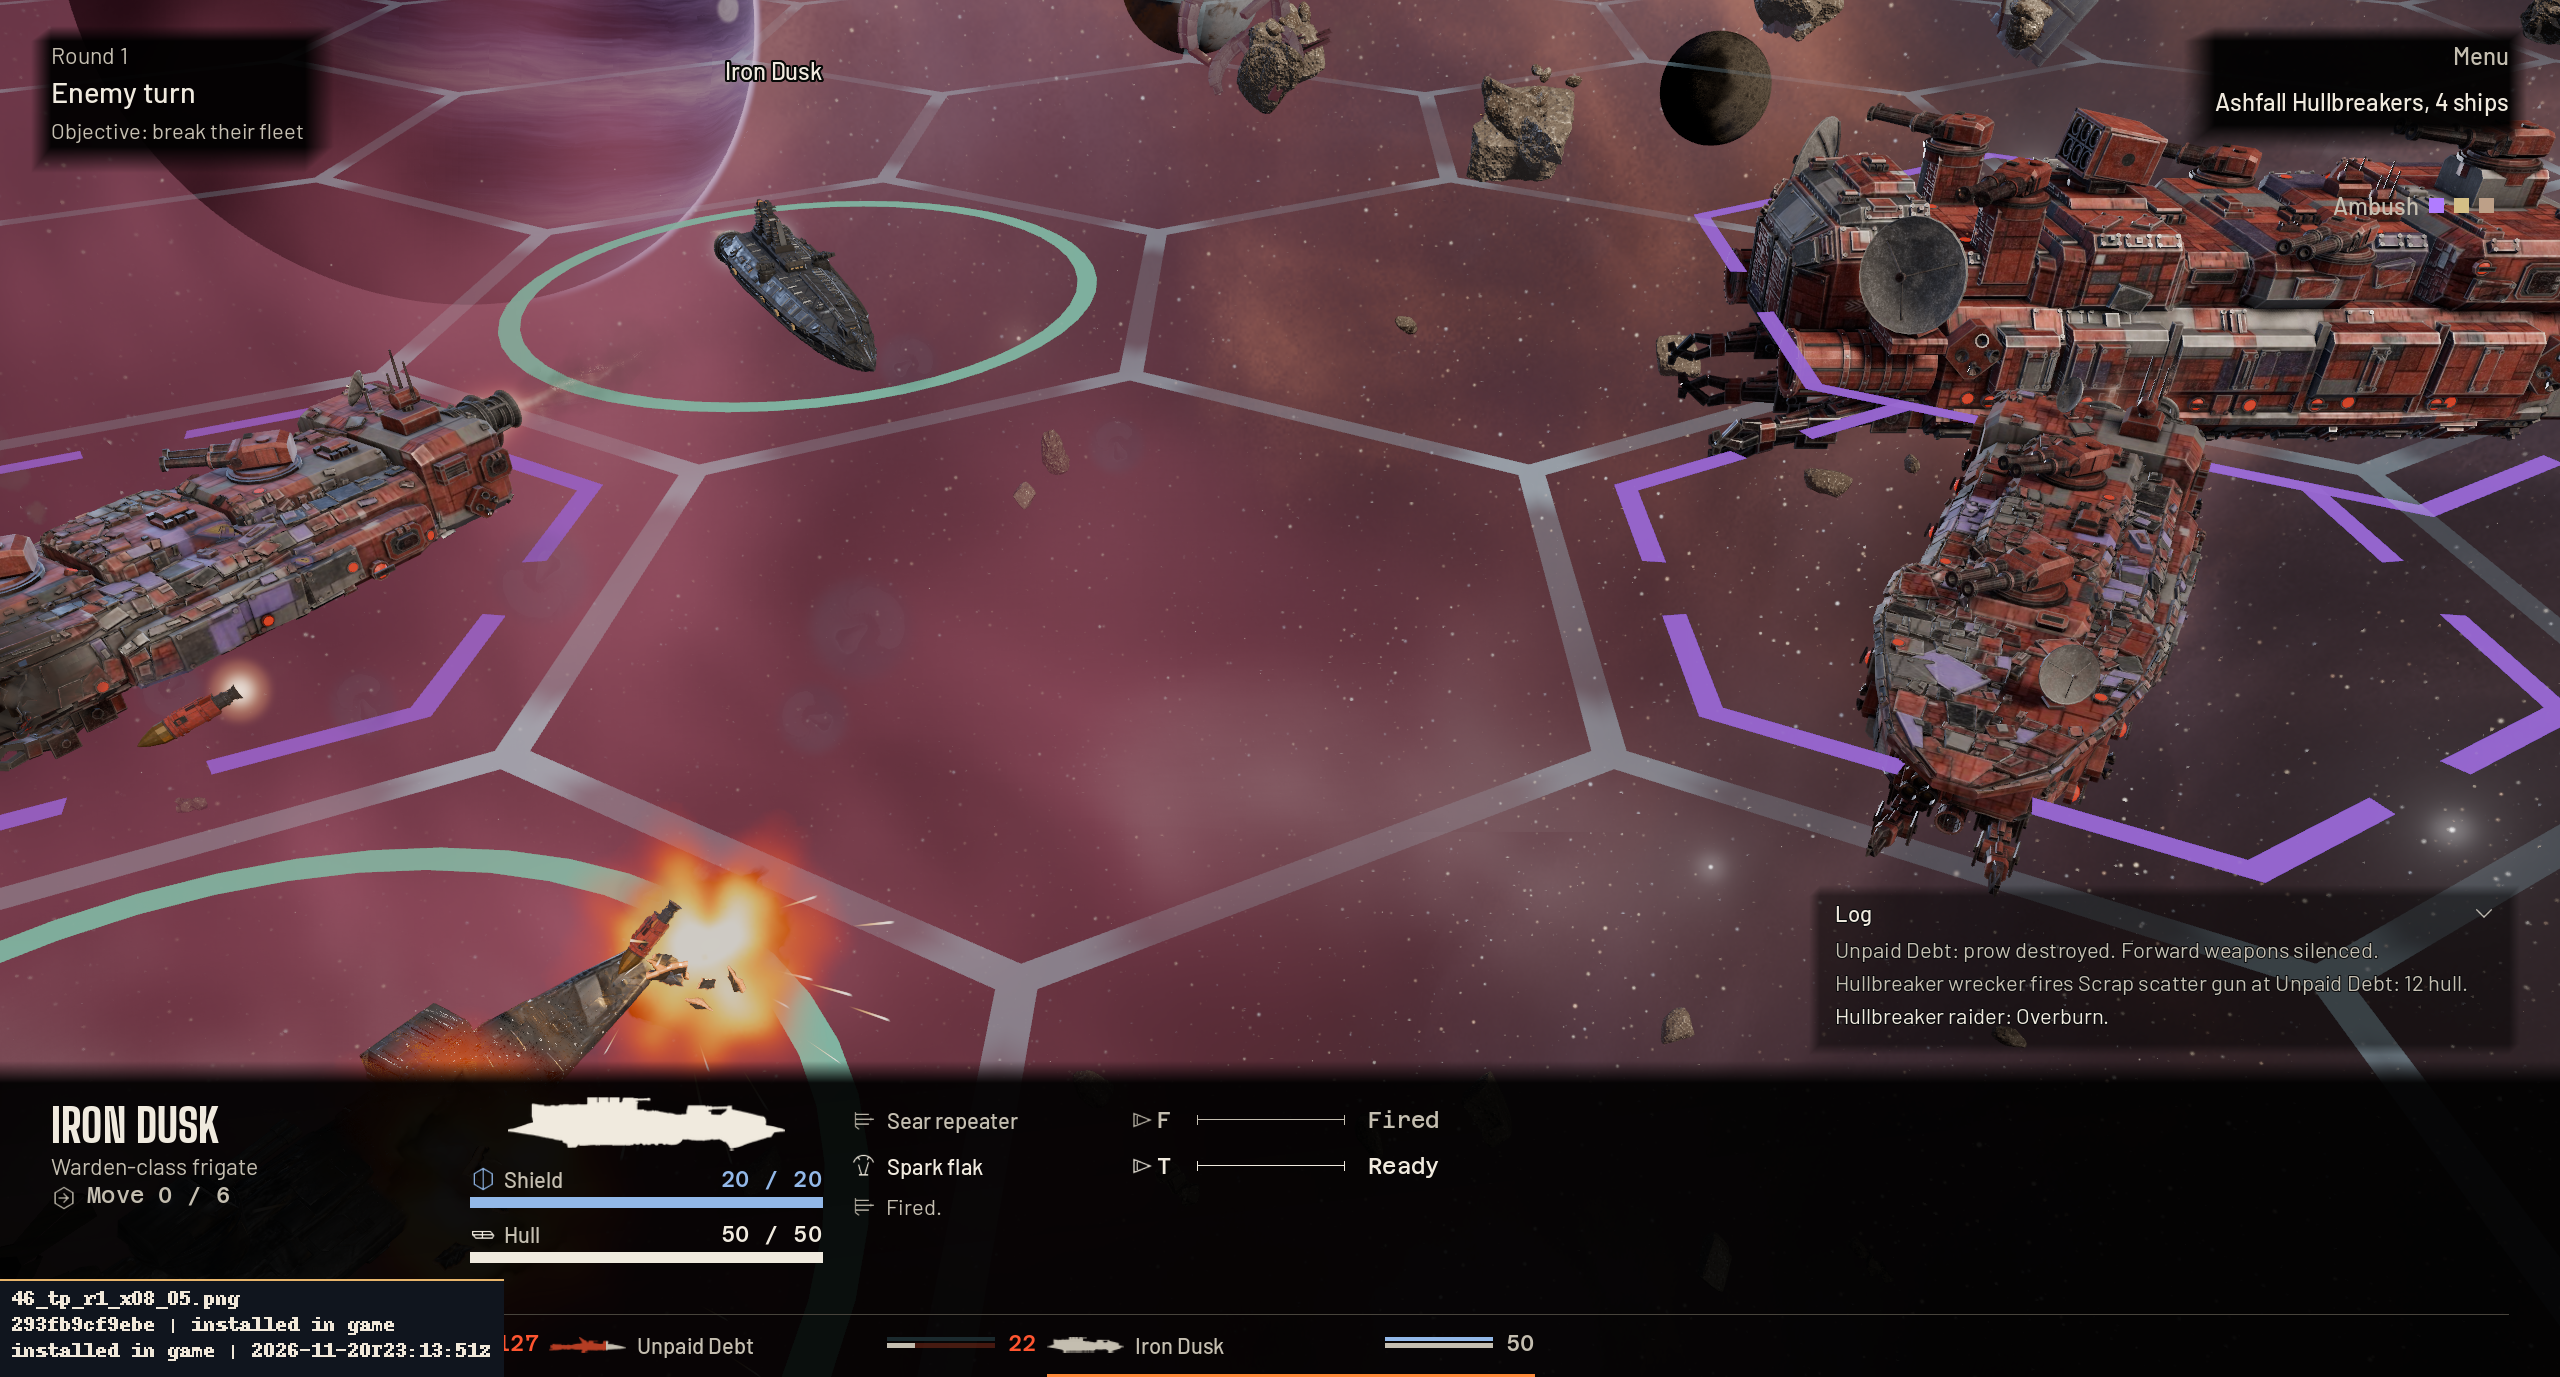 Round 1
Enemy turn
Objective: break their fleet
Iron Dusk
Menu
Ashfall Hullbreakers, 4 ships
Ambush
Log
Unpaid Debt: prow destroyed. Forward weapons silenced.
Hullbreaker wrecker fires Scrap scatter gun at Unpaid Debt: 12 hull.
Hullbreaker raider: Overburn.
IRON DUSK
Warden-class frigate
Move 0 / 6
Shield 20 / 20
Hull 50 / 50
Sear repeater F Fired
Spark flak T Ready
Fired.
46_tp_r1_x08_05.png
293fb9cf9ebe | installed in game
installed in game | 2026-11-20T23:13:51Z
127 Unpaid Debt 22 Iron Dusk 50